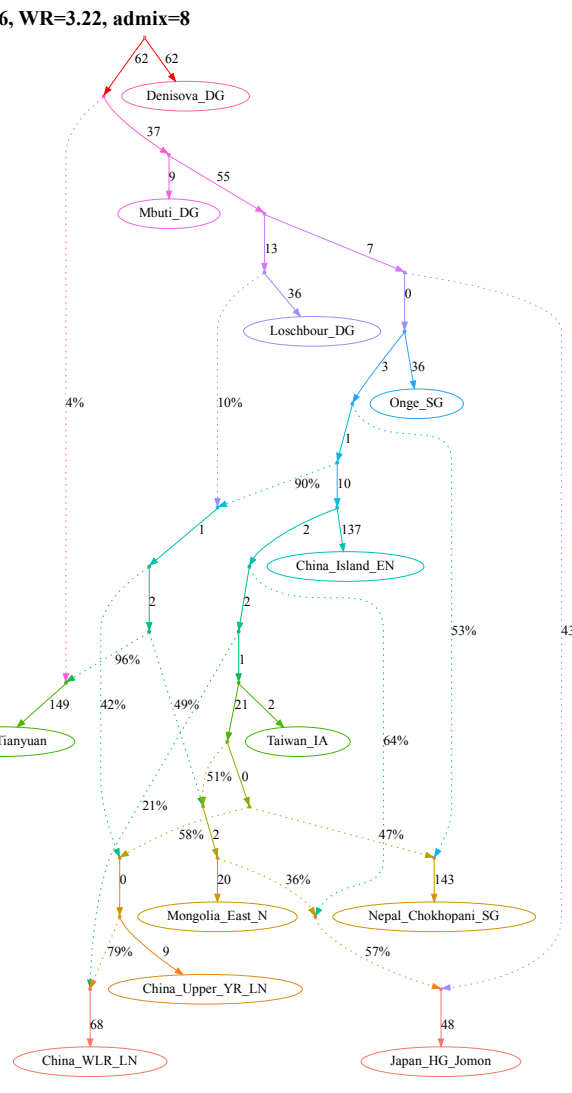 6, WR=3.22, admix=8
62 62
Denisova_DG
37
9 55
Mbuti_DG
13 7
36 0
Loschbour_DG
3 36
4% 10% Onge_SG
1
90% 10
1 2 137
China_Island_EN
2 2
96% 1 53% 43
149 42% 49% 21 2
Tianyuan Taiwan_IA 64%
51% 0
21% 58% 2 47%
0 20 36% 143
Mongolia_East_N Nepal_Chokhopani_SG
79% 9 57%
China_Upper_YR_LN
68 48
China_WLR_LN Japan_HG_Jomon